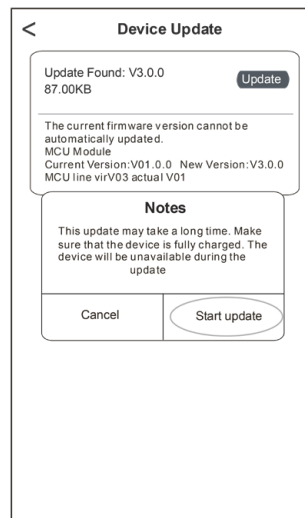 < Device Update
Update Found: V3.0.0
87.00KB
Update
The current firmware version cannot be
automatically updated.
MCU Module
Current Version:V01.0.0 New Version:V3.0.0
MCU line virV03 actual V01
Notes
This update may take a long time. Make
sure that the device is fully charged. The
device will be unavailable during the
update
Cancel
Start update